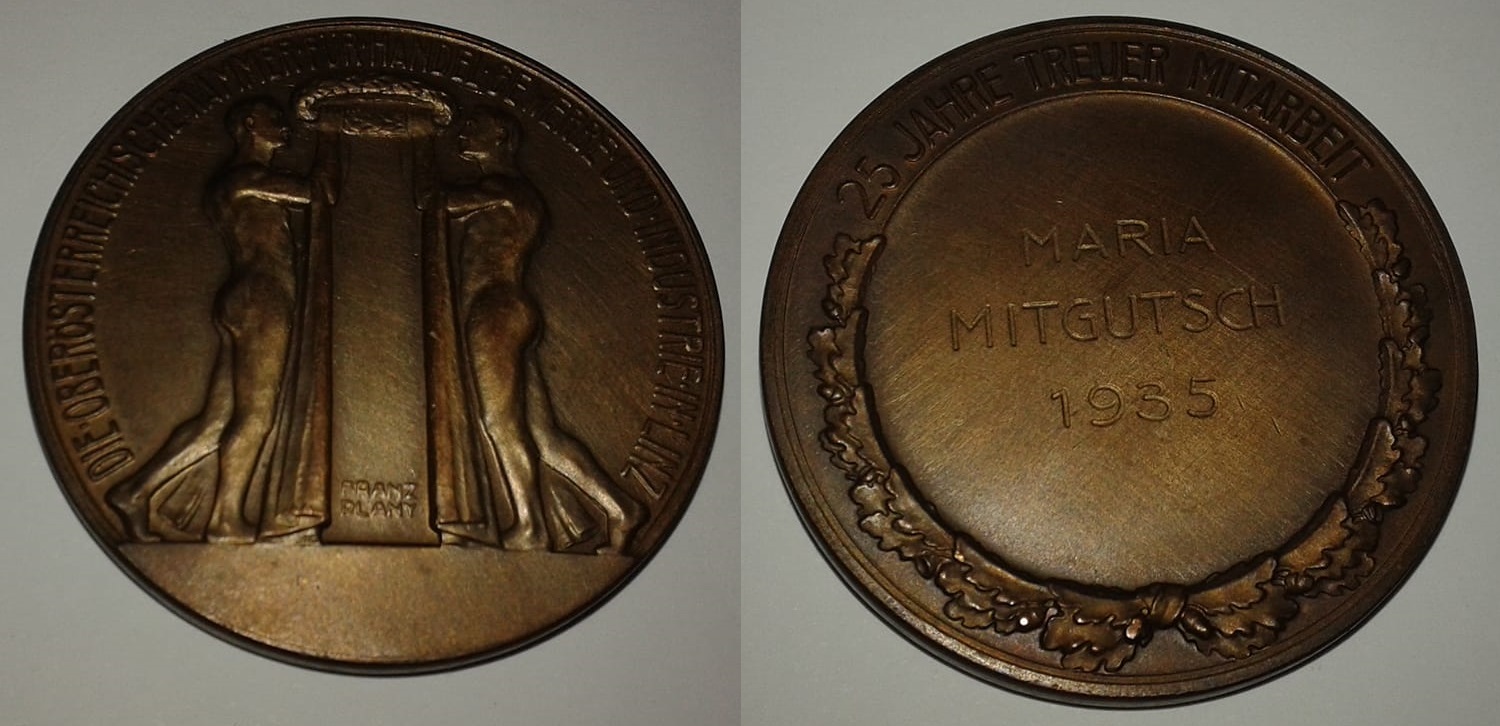 DIE·OBERÖSTERREICHISCHE·KAMMER·FÜR·HANDEL·GEWERBE·UND·INDUSTRIE·IN·LINZ
FRANZ
PLANY
25 JAHRE TREUER MITARBEIT
MARIA
MITGUTSCH
1935